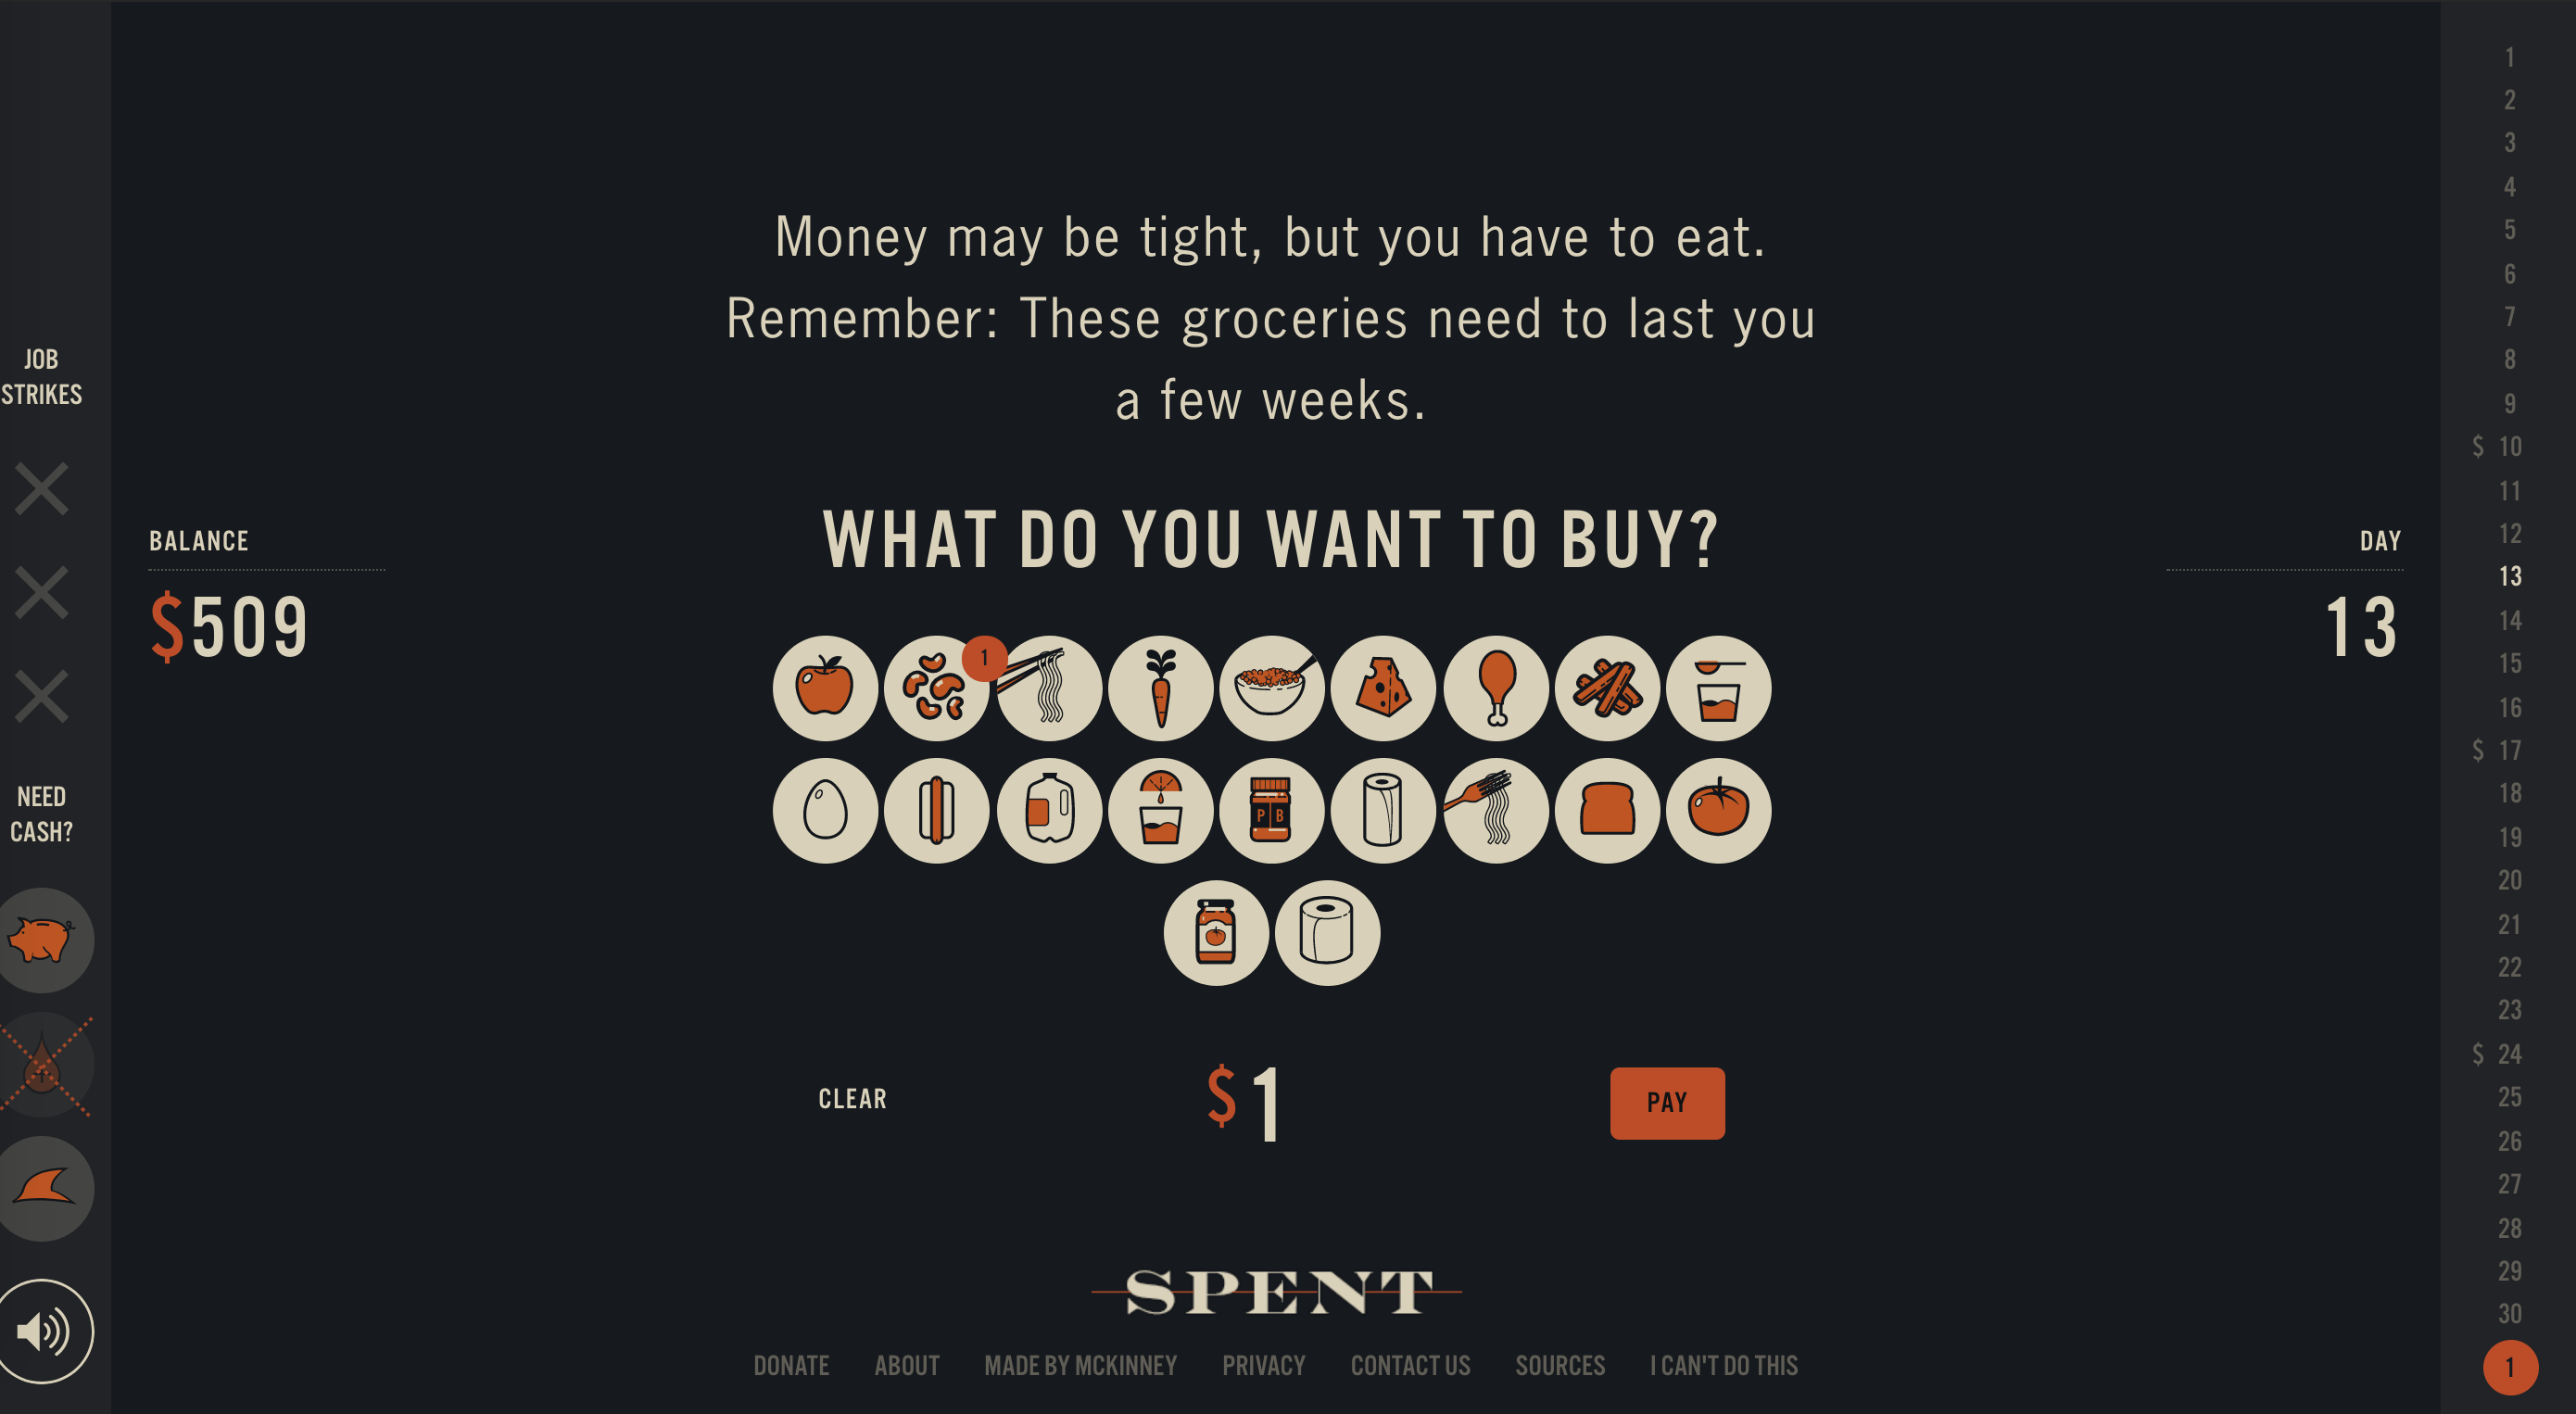 Money may be tight, but you have to eat.
Remember: These groceries need to last you
a few weeks.
WHAT DO YOU WANT TO BUY?
JOB
STRIKES
NEED
CASH?
BALANCE
$509
1
P B
CLEAR
$1
PAY
DAY
13
1
2
3
4
5
6
7
8
9
$ 10
11
12
13
14
15
16
$ 17
18
19
20
21
22
23
$ 24
25
26
27
28
29
30
1
SPENT
DONATE ABOUT MADE BY MCKINNEY PRIVACY CONTACT US SOURCES I CAN'T DO THIS